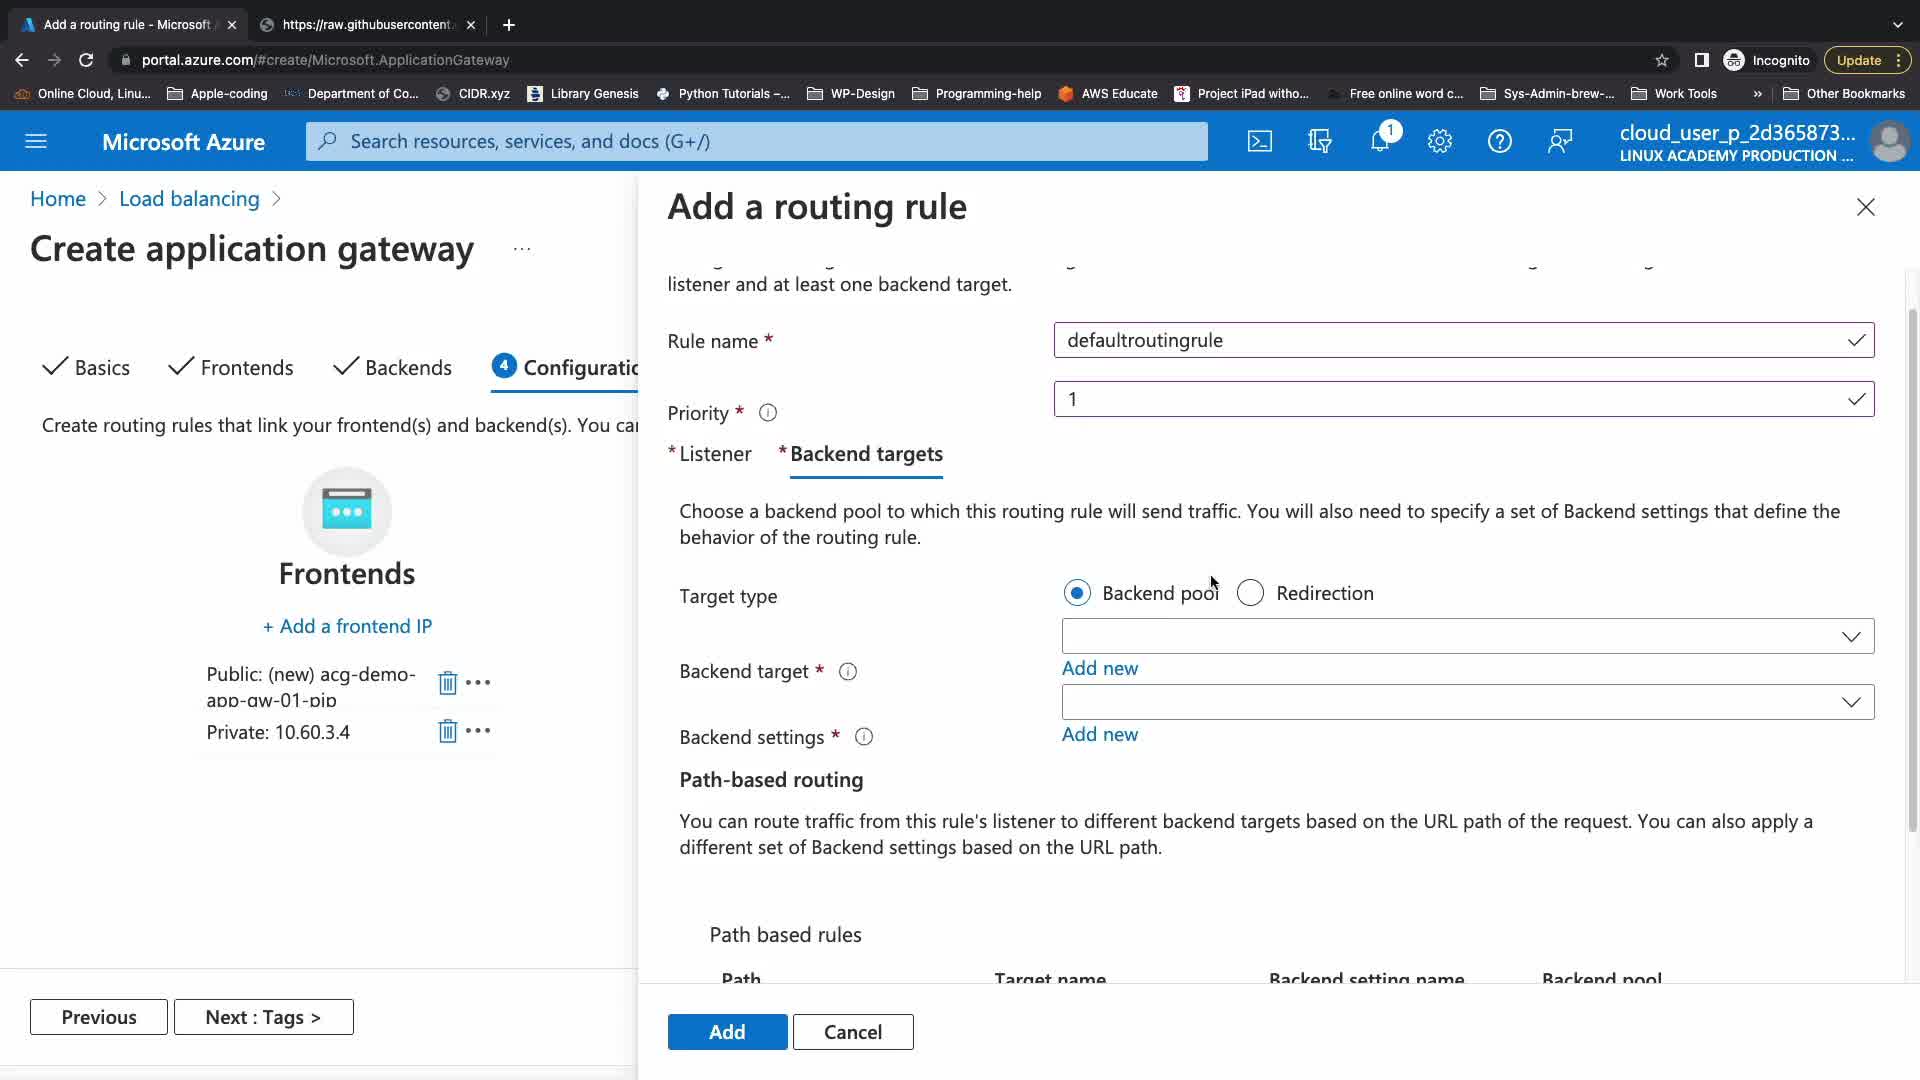 Add a routing rule - Microsoft
https://raw.githubusercontent
portal.azure.com/#create/Microsoft.ApplicationGateway
Incognito
Update
Online Cloud, Linu...
Apple-coding
Department of Co...
CIDR.xyz
Library Genesis
Python Tutorials –...
WP-Design
Programming-help
AWS Educate
Project iPad witho...
Free online word c...
Sys-Admin-brew-...
Work Tools
»
Other Bookmarks
Microsoft Azure
Search resources, services, and docs (G+/)
1
cloud_user_p_2d365873...
LINUX ACADEMY PRODUCTION ...
Home > Load balancing >
Create application gateway
...
Basics
Frontends
Backends
4 Configuratio
Create routing rules that link your frontend(s) and backend(s). You ca
Frontends
+ Add a frontend IP
Public: (new) acg-demo-
app-gw-01-pip
Private: 10.60.3.4
Previous
Next : Tags >
Add a routing rule
listener and at least one backend target.
Rule name *
defaultroutingrule
Priority *
1
* Listener
* Backend targets
Choose a backend pool to which this routing rule will send traffic. You will also need to specify a set of Backend settings that define the
behavior of the routing rule.
Target type
Backend pool
Redirection
Backend target *
Add new
Backend settings *
Add new
Path-based routing
You can route traffic from this rule's listener to different backend targets based on the URL path of the request. You can also apply a
different set of Backend settings based on the URL path.
Path based rules
Path
Target name
Backend setting name
Backend pool
Add
Cancel